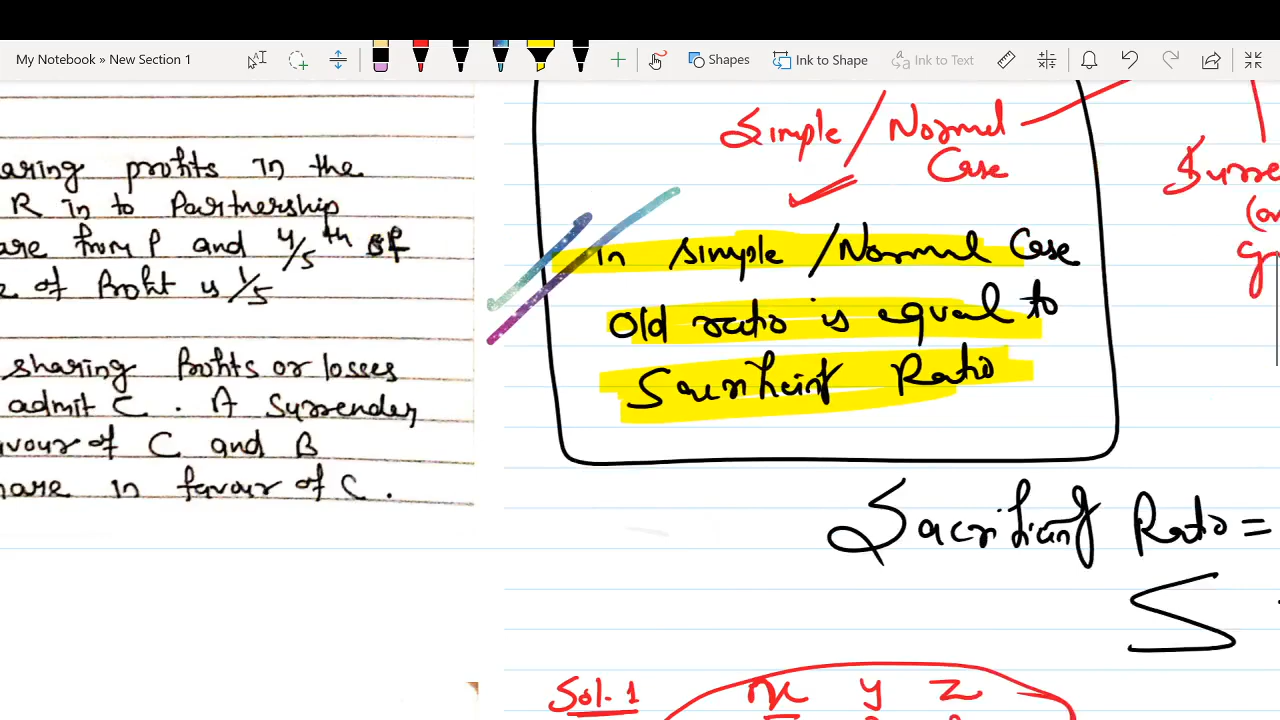 My Notebook » New Section 1
Shapes
Ink to Shape
Ink to Text
aring profits in the
R in to Partnership
are from P and 4/5 th of
e of Profit is 1/5
sharing Profits or losses
admit C. A Surrender
avour of C and B
hare in favour of C.
Simple / Normal
Case
Surre
(or
g
In Simple / Normal Case
Old ratio is equal to
Sacrificing Ratio
Sacrificing Ratio =
S
Sol. 1
x y z